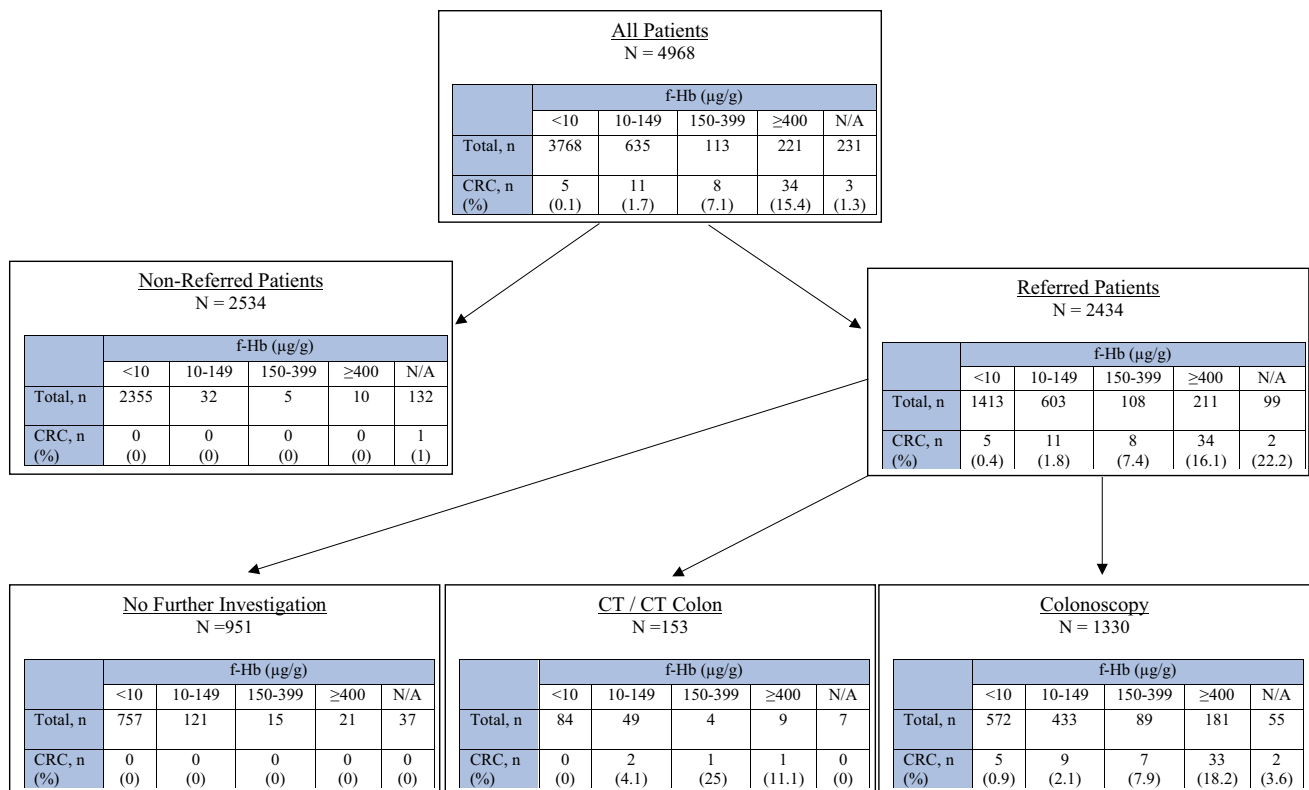 All Patients
N = 4968
f-Hb (µg/g)
<10 10-149 150-399 ≥400 N/A
Total, n 3768 635 113 221 231
CRC, n 5 11 8 34 3
(%) (0.1) (1.7) (7.1) (15.4) (1.3)
Non-Referred Patients
N = 2534
f-Hb (µg/g)
<10 10-149 150-399 ≥400 N/A
Total, n 2355 32 5 10 132
CRC, n 0 0 0 0 1
(%) (0) (0) (0) (0) (1)
Referred Patients
N = 2434
f-Hb (µg/g)
<10 10-149 150-399 ≥400 N/A
Total, n 1413 603 108 211 99
CRC, n 5 11 8 34 2
(%) (0.4) (1.8) (7.4) (16.1) (22.2)
No Further Investigation
N =951
f-Hb (µg/g)
<10 10-149 150-399 ≥400 N/A
Total, n 757 121 15 21 37
CRC, n 0 0 0 0 0
(%) (0) (0) (0) (0) (0)
CT / CT Colon
N =153
f-Hb (µg/g)
<10 10-149 150-399 ≥400 N/A
Total, n 84 49 4 9 7
CRC, n 0 2 1 1 0
(%) (0) (4.1) (25) (11.1) (0)
Colonoscopy
N = 1330
f-Hb (µg/g)
<10 10-149 150-399 ≥400 N/A
Total, n 572 433 89 181 55
CRC, n 5 9 7 33 2
(%) (0.9) (2.1) (7.9) (18.2) (3.6)